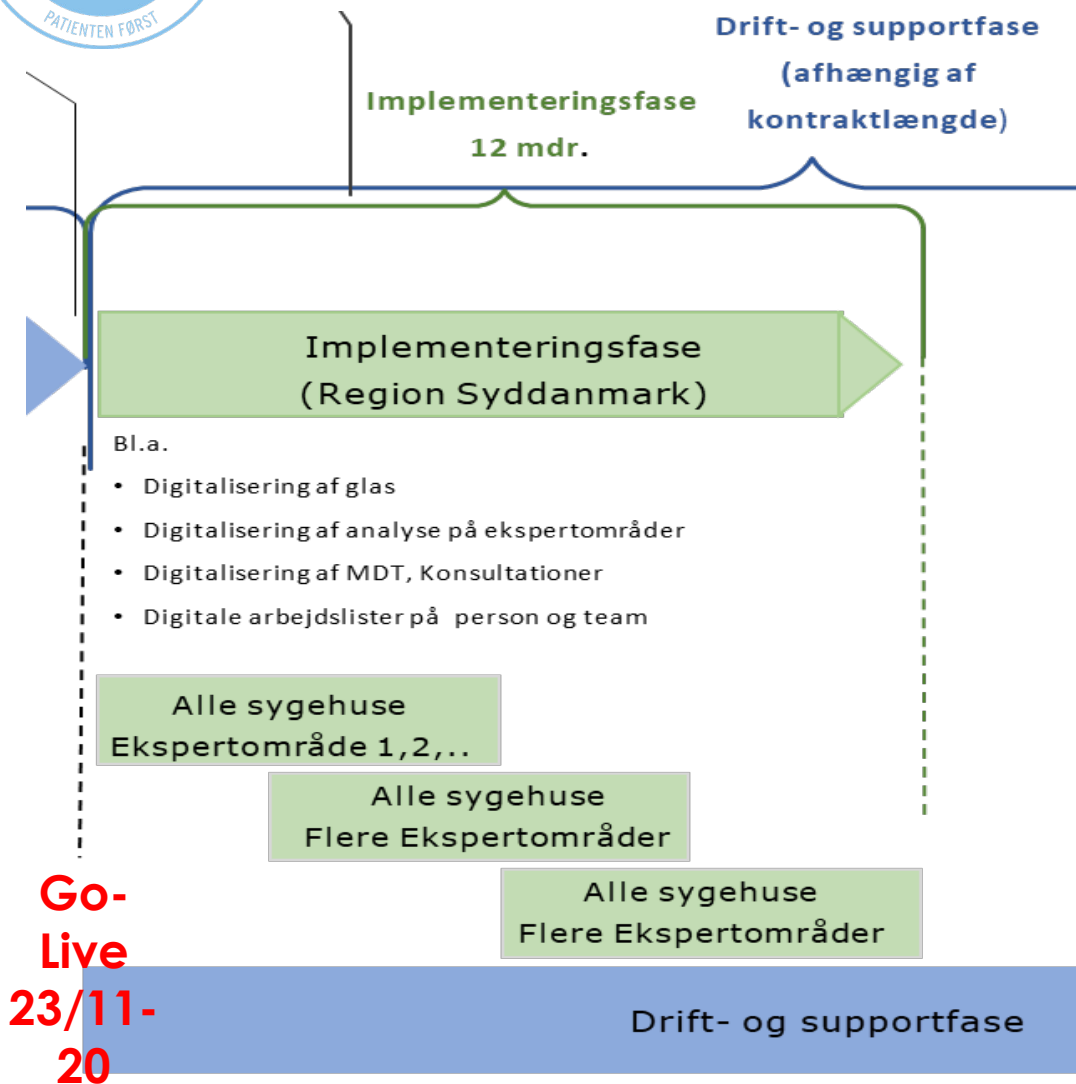 PATIENTEN FØRST
Drift- og supportfase
(afhængig af
kontraktlængde)
Implementeringsfase
12 mdr.
Implementeringsfase
(Region Syddanmark)
Bl.a.
• Digitalisering af glas
• Digitalisering af analyse på ekspertområder
• Digitalisering af MDT, Konsultationer
• Digitale arbejdslister på person og team
Alle sygehuse
Ekspertområde 1,2,..
Alle sygehuse
Flere Ekspertområder
Alle sygehuse
Flere Ekspertområder
Go-
Live
23/11-
20
Drift- og supportfase